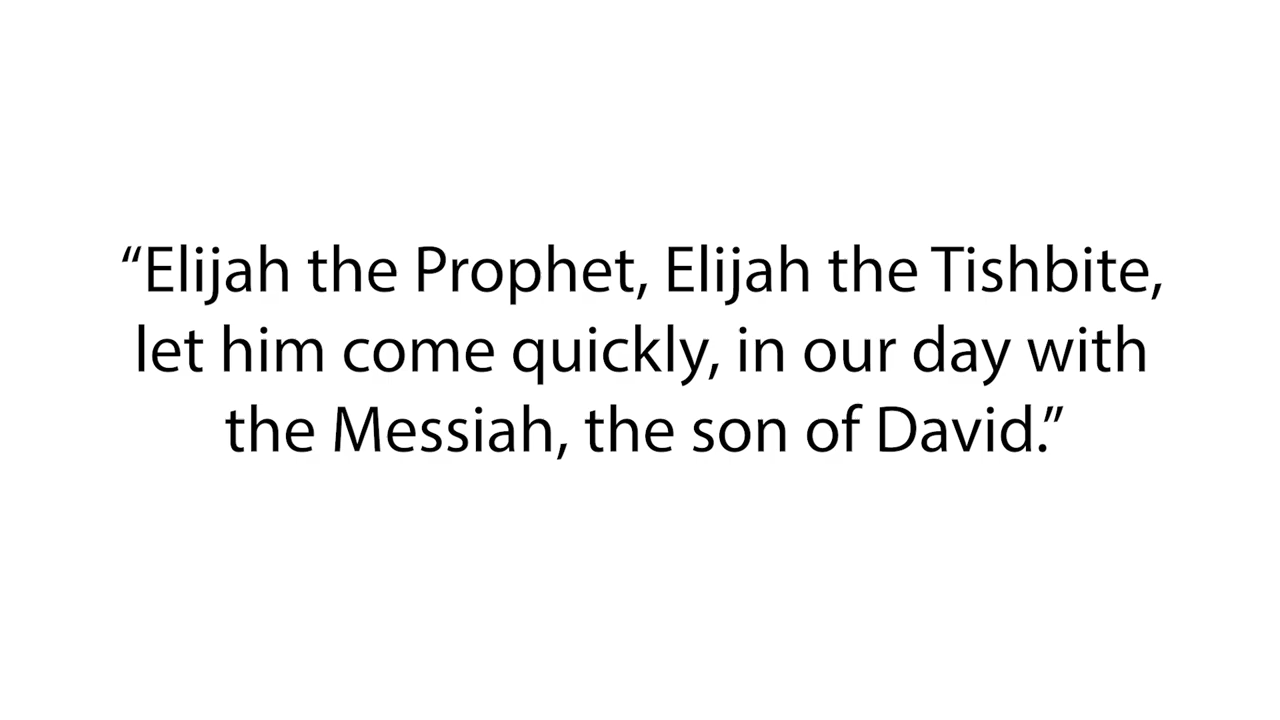 “Elijah the Prophet, Elijah the Tishbite,
let him come quickly, in our day with
the Messiah, the son of David.”